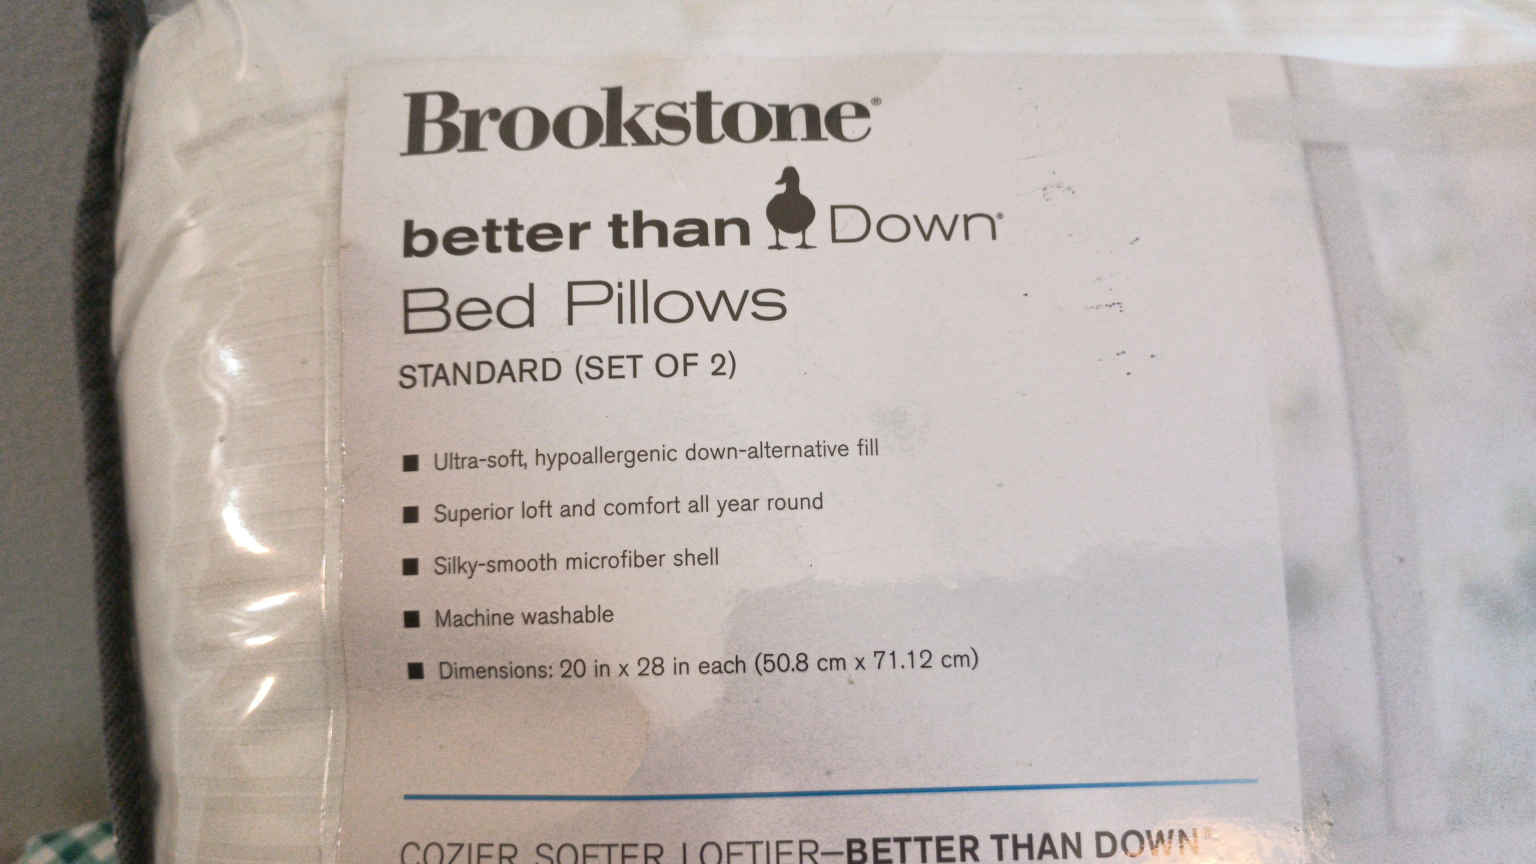 Brookstone®
better than Down®
Bed Pillows
STANDARD (SET OF 2)
■ Ultra-soft, hypoallergenic down-alternative fill
■ Superior loft and comfort all year round
■ Silky-smooth microfiber shell
■ Machine washable
■ Dimensions: 20 in x 28 in each (50.8 cm x 71.12 cm)
COZIER SOFTER LOFTIER—BETTER THAN DOWN®